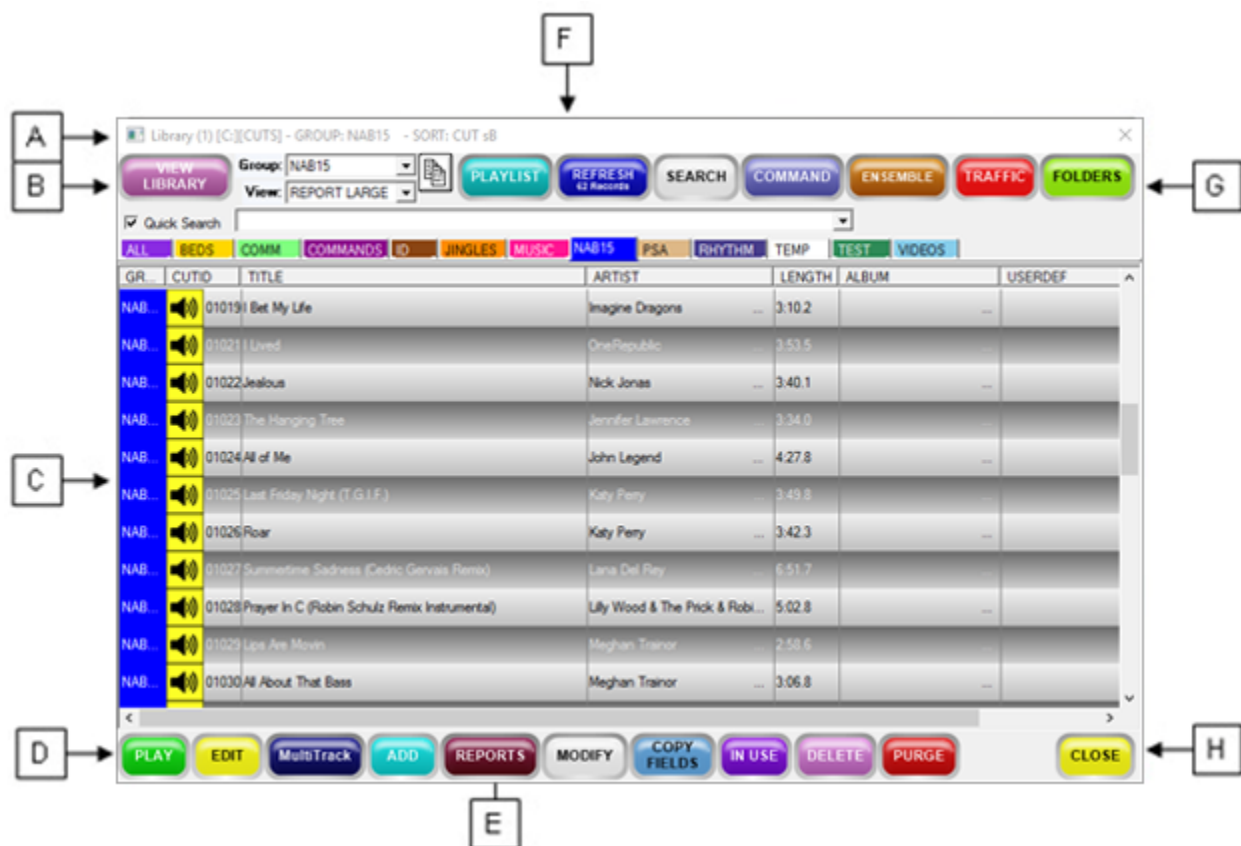 F
A
Library (1) [C:][CUTS] - GROUP: NAB15 - SORT: CUT sB
B
VIEW LIBRARY
Group: NAB15
View: REPORT LARGE
PLAYLIST
REFRESH
62 Records
SEARCH
COMMAND
ENSEMBLE
TRAFFIC
FOLDERS
G
Quick Search
ALL BEDS COMM COMMANDS ID JINGLES MUSIC NAB15 PSA RHYTHM TEMP TEST VIDEOS
GR... CUTID TITLE ARTIST LENGTH ALBUM USERDEF
NAB... 01019 I Bet My Life Imagine Dragons ... 3:10.2 ...
NAB... 01021 I Lived OneRepublic ... 3:53.5 ...
NAB... 01022 Jealous Nick Jonas ... 3:40.1 ...
NAB... 01023 The Hanging Tree Jennifer Lawrence ... 3:34.0 ...
C
NAB... 01024 All of Me John Legend ... 4:27.8 ...
NAB... 01025 Last Friday Night (T.G.I.F.) Katy Perry ... 3:49.8 ...
NAB... 01026 Roar Katy Perry ... 3:42.3 ...
NAB... 01027 Summertime Sadness (Cedric Gervais Remix) Lana Del Rey ... 6:51.7 ...
NAB... 01028 Prayer In C (Robin Schulz Remix Instrumental) Lilly Wood & The Prick & Robi... 5:02.8 ...
NAB... 01029 Lips Are Movin Meghan Trainor ... 2:58.6 ...
NAB... 01030 All About That Bass Meghan Trainor ... 3:06.8 ...
D
PLAY
EDIT
MultiTrack
ADD
REPORTS
MODIFY
COPY FIELDS
IN USE
DELETE
PURGE
CLOSE
H
E